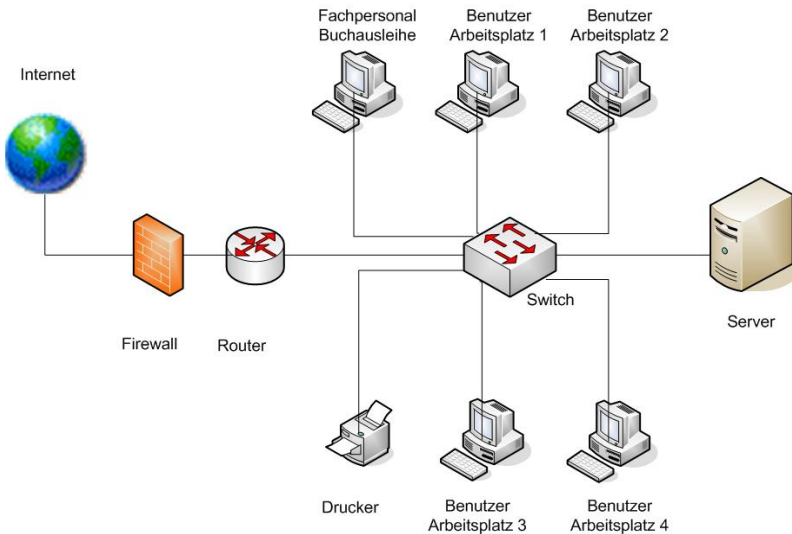 Fachpersonal
Buchausleihe
Benutzer
Arbeitsplatz 1
Benutzer
Arbeitsplatz 2
Internet
Switch
Server
Firewall
Router
Drucker
Benutzer
Arbeitsplatz 3
Benutzer
Arbeitsplatz 4